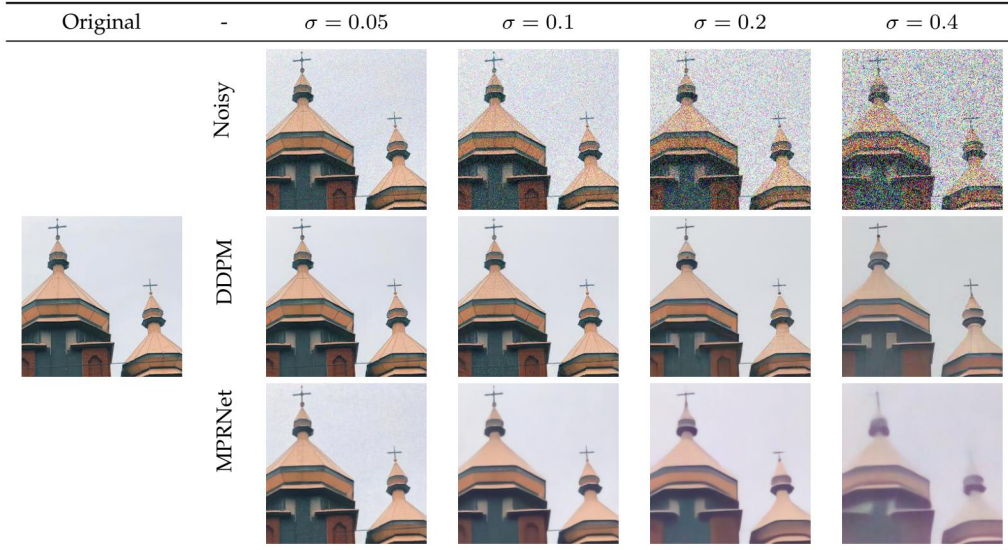 Original - σ = 0.05 σ = 0.1 σ = 0.2 σ = 0.4
Noisy
DDPM
MPRNet